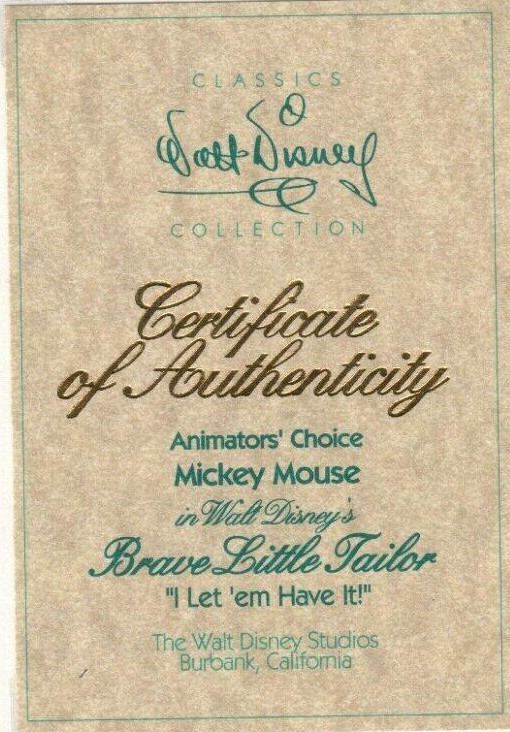 CLASSICS
Walt Disney
COLLECTION
Certificate
of Authenticity
Animators' Choice
Mickey Mouse
in Walt Disney's
Brave Little Tailor
"I Let 'em Have It!"
The Walt Disney Studios
Burbank, California